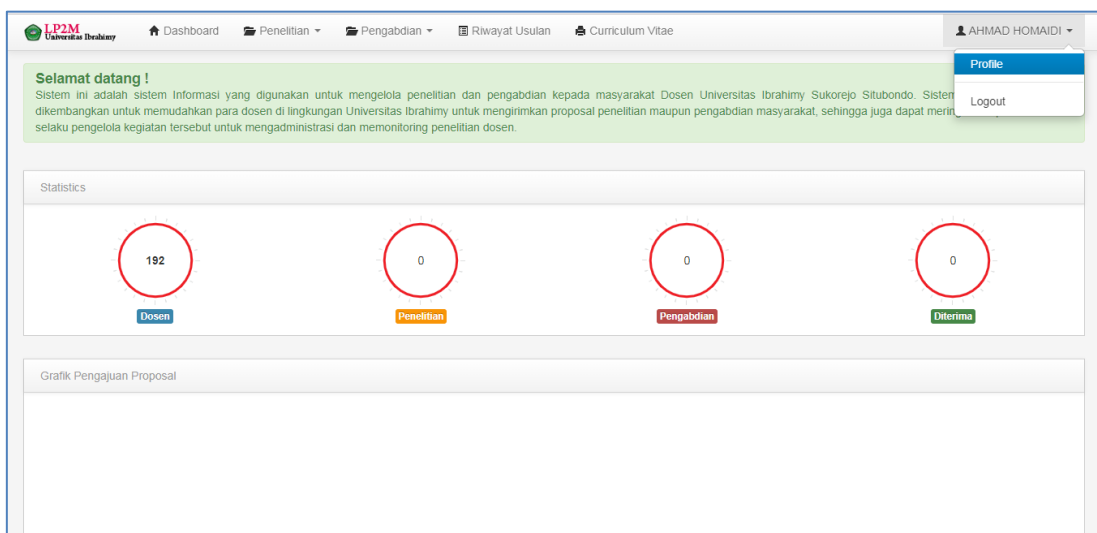 LP2M
Universitas Ibrahimy
Dashboard
Penelitian
Pengabdian
Riwayat Usulan
Curriculum Vitae
AHMAD HOMAIDI
Profile
Logout
Selamat datang !
Sistem ini adalah sistem Informasi yang digunakan untuk mengelola penelitian dan pengabdian kepada masyarakat Dosen Universitas Ibrahimy Sukorejo Situbondo. Sistem
dikembangkan untuk memudahkan para dosen di lingkungan Universitas Ibrahimy untuk mengirimkan proposal penelitian maupun pengabdian masyarakat, sehingga juga dapat mering
selaku pengelola kegiatan tersebut untuk mengadministrasi dan memonitoring penelitian dosen.
Statistics
192
0
0
0
Dosen
Penelitian
Pengabdian
Diterima
Grafik Pengajuan Proposal